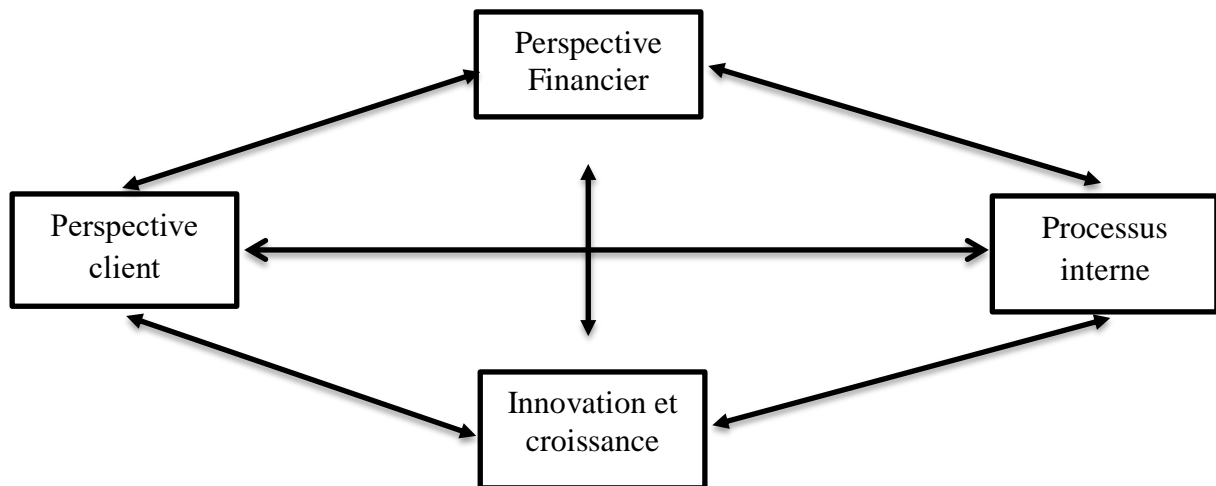 Perspective
Financier
Perspective
client
Processus
interne
Innovation et
croissance